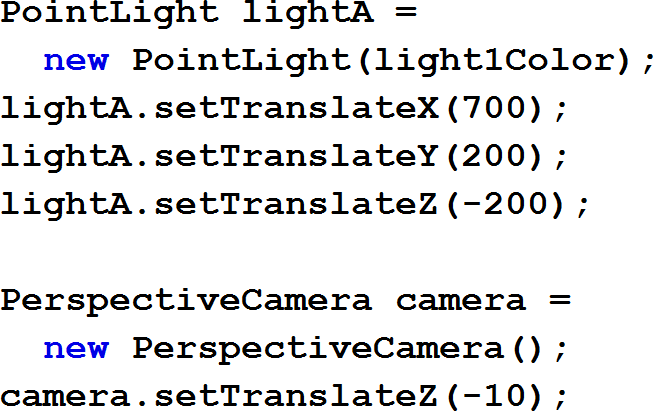 PointLight lightA =
new PointLight(light1Color);
lightA.setTranslateX(700);
lightA.setTranslateY(200);
lightA.setTranslateZ(-200);
PerspectiveCamera camera =
new PerspectiveCamera();
camera.setTranslateZ(-10);